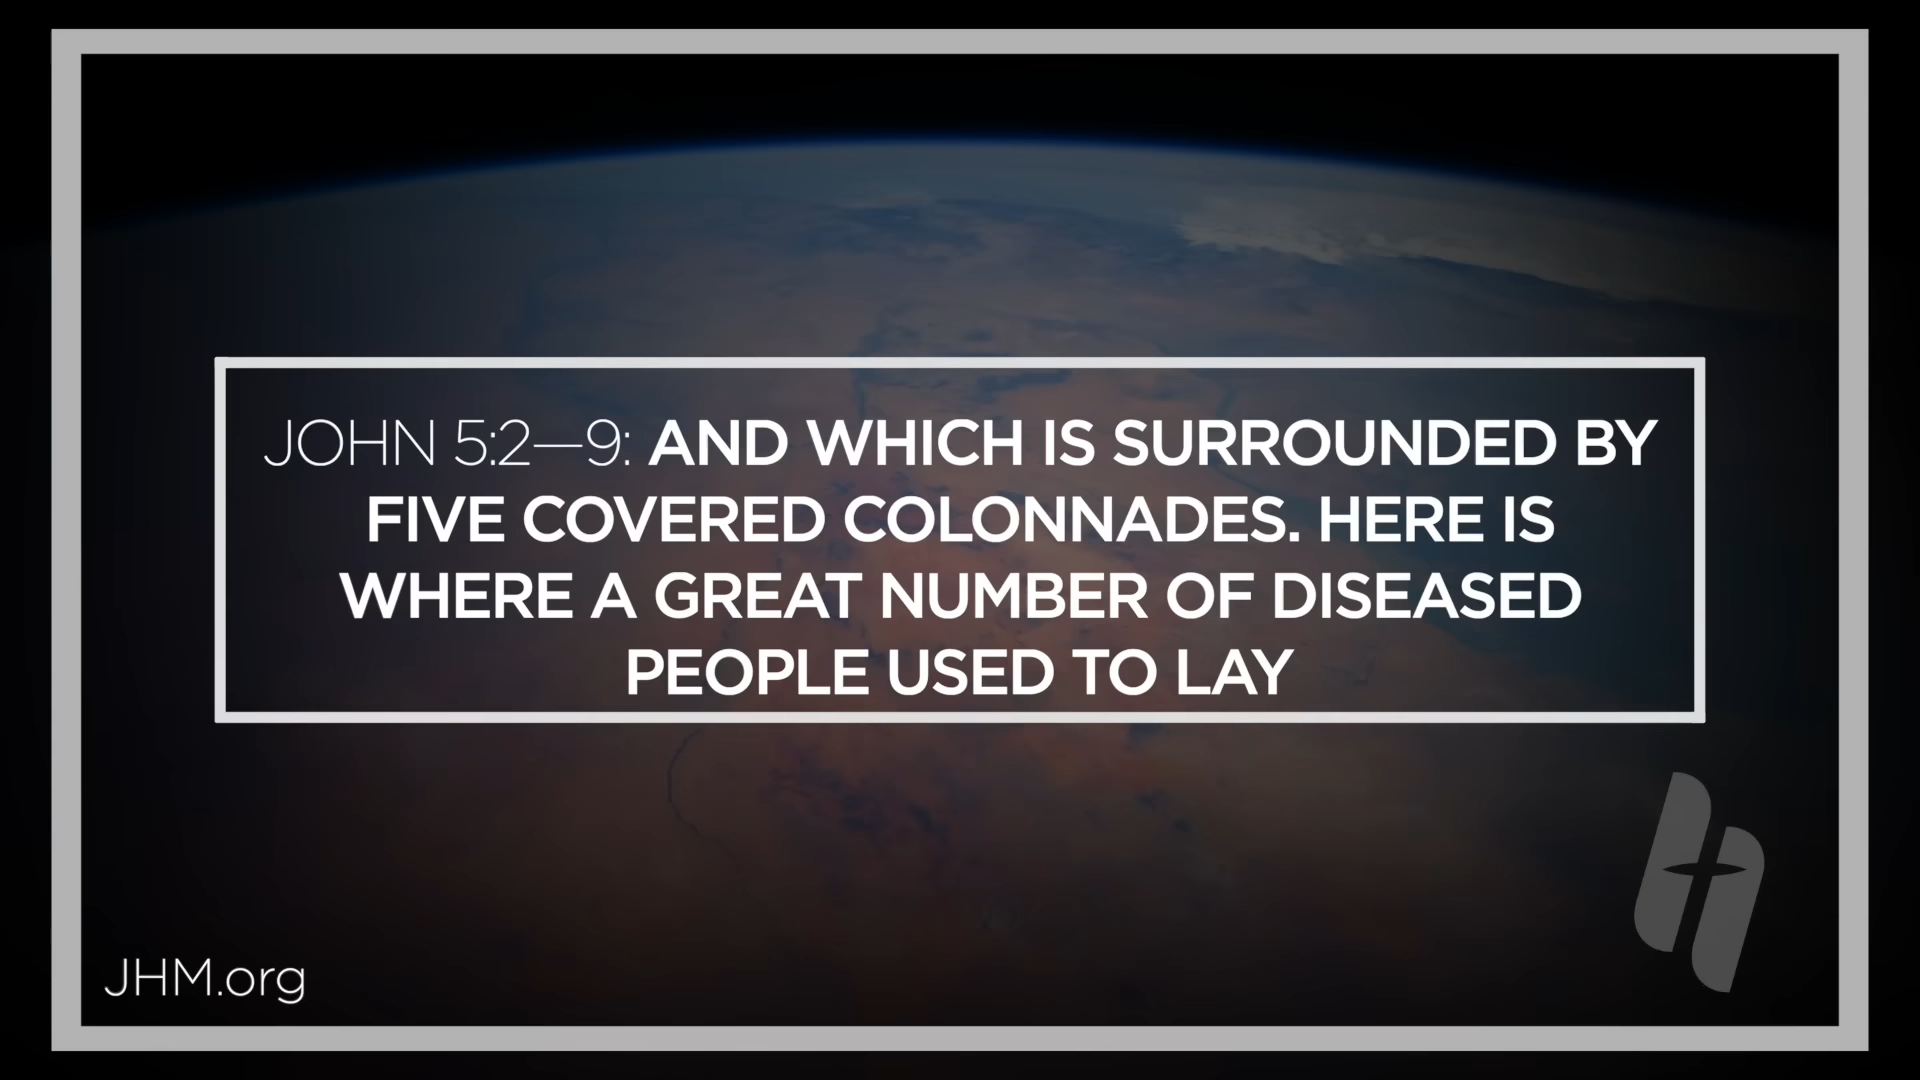 JOHN 5:2—9: AND WHICH IS SURROUNDED BY
FIVE COVERED COLONNADES. HERE IS
WHERE A GREAT NUMBER OF DISEASED
PEOPLE USED TO LAY
JHM.org